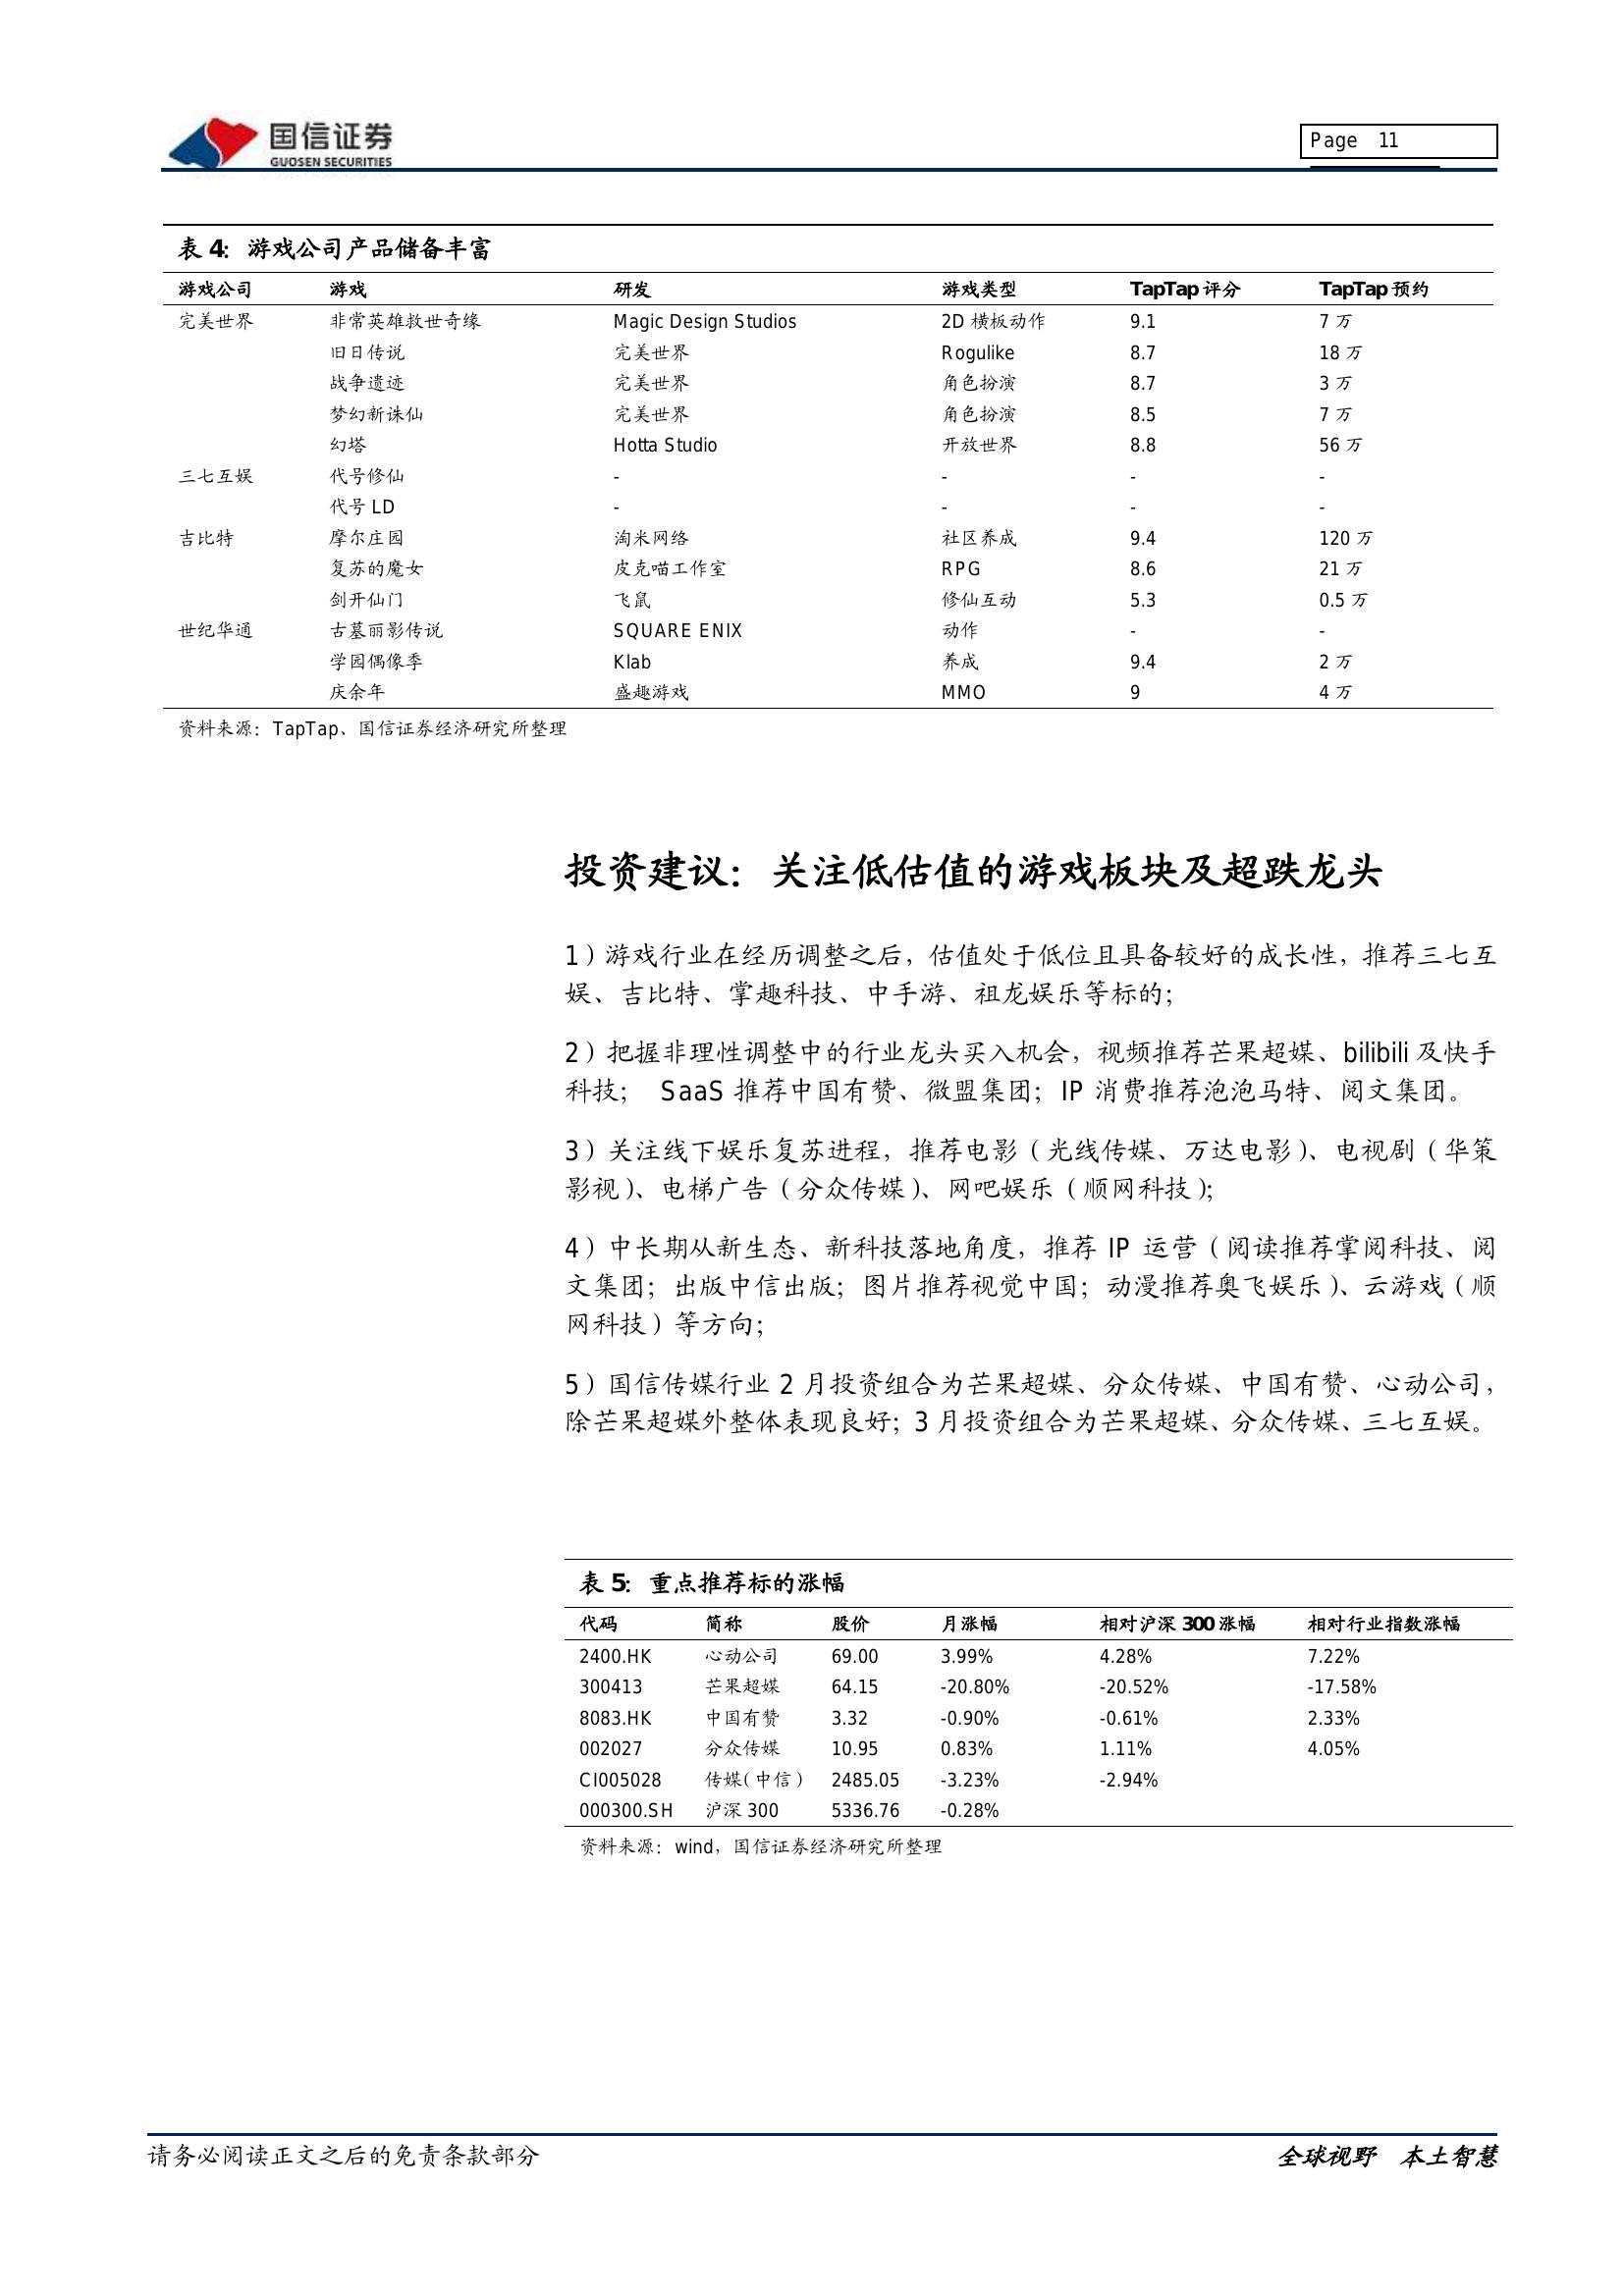 国信证券
GUOSEN SECURITIES
Page 11
表 4：游戏公司产品储备丰富
游戏公司 游戏 研发 游戏类型 TapTap 评分 TapTap 预约
完美世界 非常英雄救世奇缘 Magic Design Studios 2D 横板动作 9.1 7 万
旧日传说 完美世界 Rogulike 8.7 18 万
战争遗迹 完美世界 角色扮演 8.7 3 万
梦幻新诛仙 完美世界 角色扮演 8.5 7 万
幻塔 Hotta Studio 开放世界 8.8 56 万
三七互娱 代号修仙 - - - -
代号 LD - - - -
吉比特 摩尔庄园 淘米网络 社区养成 9.4 120 万
复苏的魔女 皮克喵工作室 RPG 8.6 21 万
剑开仙门 飞鼠 修仙互动 5.3 0.5 万
世纪华通 古墓丽影传说 SQUARE ENIX 动作 - -
学园偶像季 Klab 养成 9.4 2 万
庆余年 盛趣游戏 MMO 9 4 万
资料来源：TapTap、国信证券经济研究所整理
投资建议：关注低估值的游戏板块及超跌龙头
1）游戏行业在经历调整之后，估值处于低位且具备较好的成长性，推荐三七互
娱、吉比特、掌趣科技、中手游、祖龙娱乐等标的；
2）把握非理性调整中的行业龙头买入机会，视频推荐芒果超媒、bilibili 及快手
科技； SaaS 推荐中国有赞、微盟集团；IP 消费推荐泡泡马特、阅文集团。
3）关注线下娱乐复苏进程，推荐电影（光线传媒、万达电影）、电视剧（华策
影视）、电梯广告（分众传媒）、网吧娱乐（顺网科技）；
4）中长期从新生态、新科技落地角度，推荐 IP 运营（阅读推荐掌阅科技、阅
文集团；出版中信出版；图片推荐视觉中国；动漫推荐奥飞娱乐）、云游戏（顺
网科技）等方向；
5）国信传媒行业 2 月投资组合为芒果超媒、分众传媒、中国有赞、心动公司，
除芒果超媒外整体表现良好；3 月投资组合为芒果超媒、分众传媒、三七互娱。
表 5：重点推荐标的涨幅
代码 简称 股价 月涨幅 相对沪深 300 涨幅 相对行业指数涨幅
2400.HK 心动公司 69.00 3.99% 4.28% 7.22%
300413 芒果超媒 64.15 -20.80% -20.52% -17.58%
8083.HK 中国有赞 3.32 -0.90% -0.61% 2.33%
002027 分众传媒 10.95 0.83% 1.11% 4.05%
CI005028 传媒（中信） 2485.05 -3.23% -2.94%
000300.SH 沪深 300 5336.76 -0.28%
资料来源：wind，国信证券经济研究所整理
请务必阅读正文之后的免责条款部分 全球视野 本土智慧